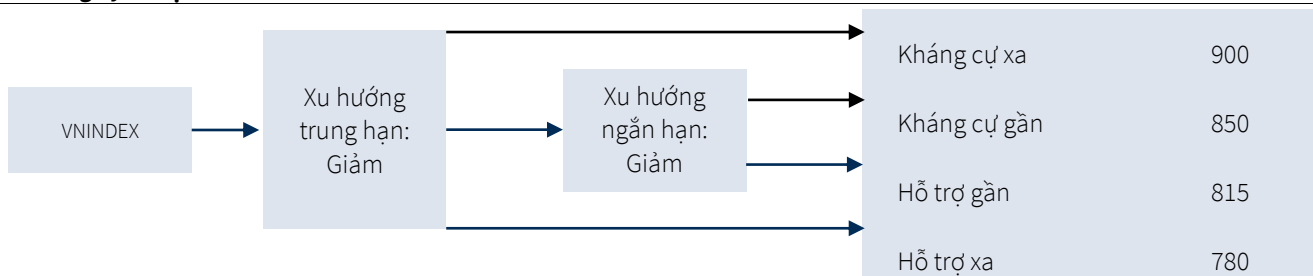 VNINDEX
Xu hướng
trung hạn:
Giảm
Xu hướng
ngắn hạn:
Giảm
Kháng cự xa 900
Kháng cự gần 850
Hỗ trợ gần 815
Hỗ trợ xa 780